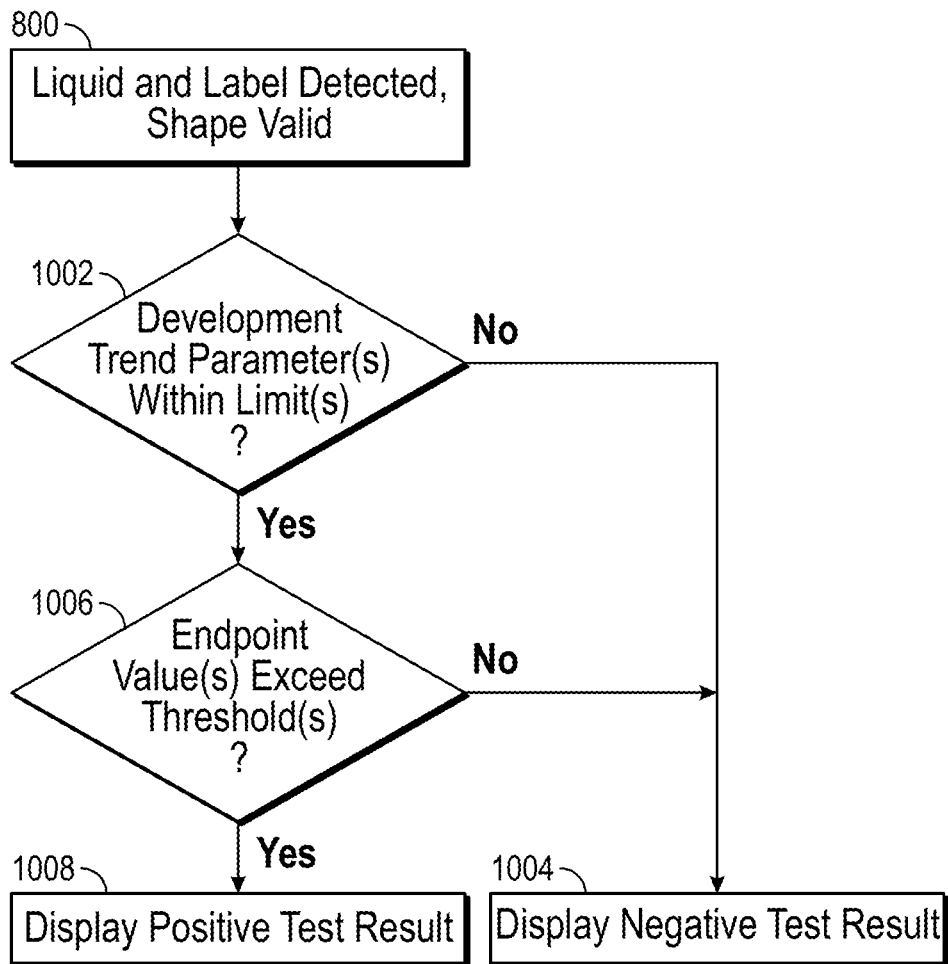 800
Liquid and Label Detected,
Shape Valid
1002
Development
Trend Parameter(s)
Within Limit(s)
?
No
Yes
1006
Endpoint
Value(s) Exceed
Threshold(s)
?
No
Yes
1008
Display Positive Test Result
1004
Display Negative Test Result